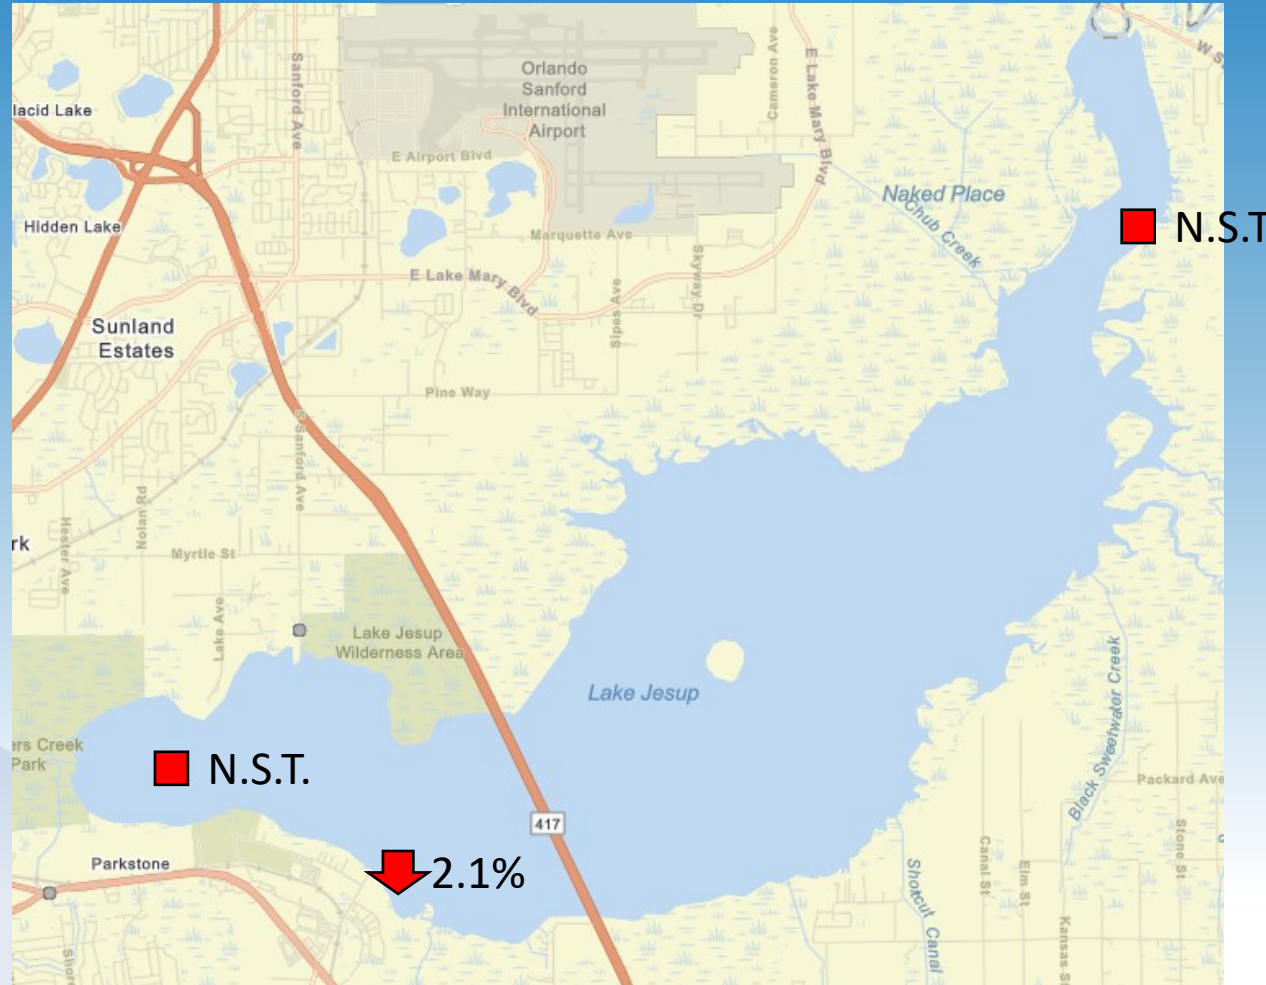 Orlando
Sanford
International
Airport
Sanford Ave
Cameron Ave
E Lake Mary Blvd
W S
lacid Lake
E Airport Blvd
Naked Place
Chub Creek
N.S.T
Hidden Lake
Marquette Ave
E Lake Mary Blvd
Skyway Dr
Sipes Ave
Sunland
Estates
Pine Way
S Sanford Ave
Nolan Rd
Hester Ave
rk
Myrtle St
Lake Ave
Lake Jesup
Wilderness Area
Lake Jesup
Black Sweetwater Creek
ers Creek
Park
N.S.T.
Packard Ave
417
Stone St
Parkstone
2.1%
Shortcut Canal
Canal St
Elm St
Kansas S
Shor